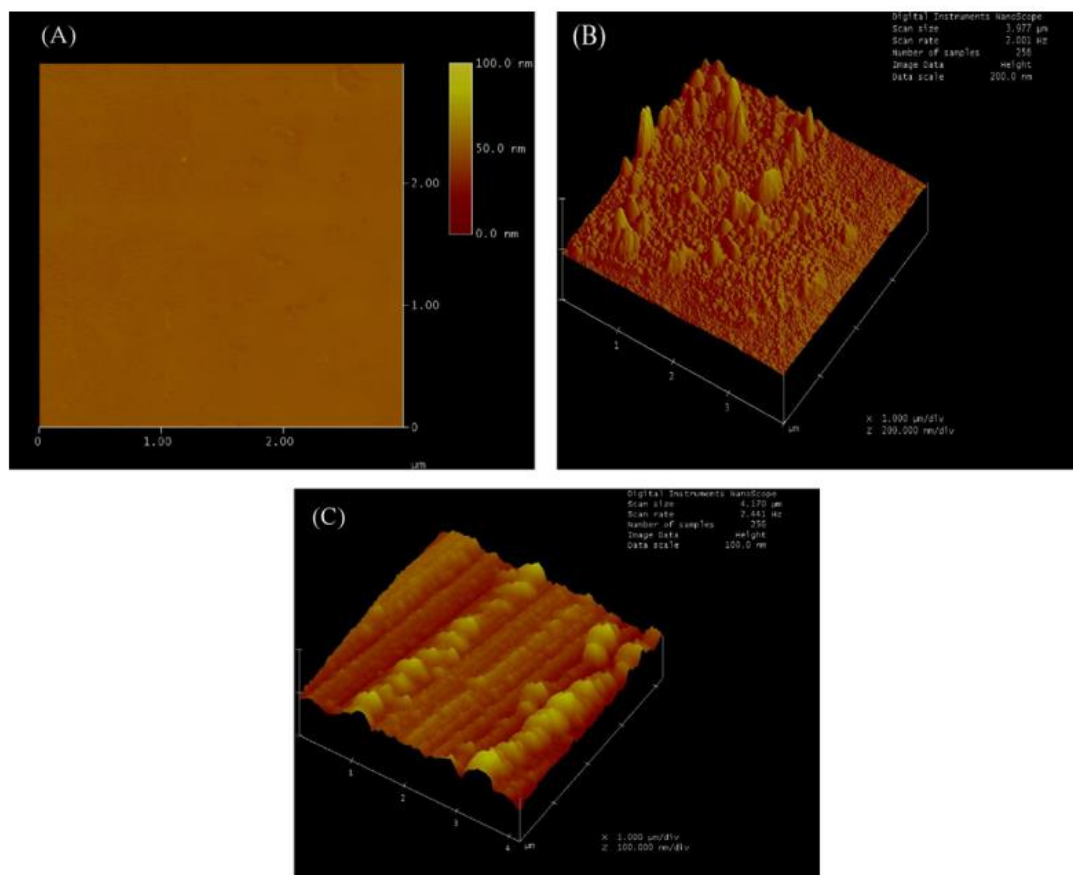 (A)
100.0 nm
50.0 nm
0.0 nm
2.00
1.00
0
0
1.00
2.00
µm
(B)
Digital Instruments NanoScope
Scan size 3.977 µm
Scan rate 2.001 Hz
Number of samples 256
Image Data Height
Data scale 200.0 nm
1
2
3
µm
X 1.000 µm/div
Z 200.000 nm/div
(C)
Digital Instruments NanoScope
Scan size 4.170 µm
Scan rate 2.441 Hz
Number of samples 256
Image Data Height
Data scale 100.0 nm
1
2
3
4
µm
X 1.000 µm/div
Z 100.000 nm/div